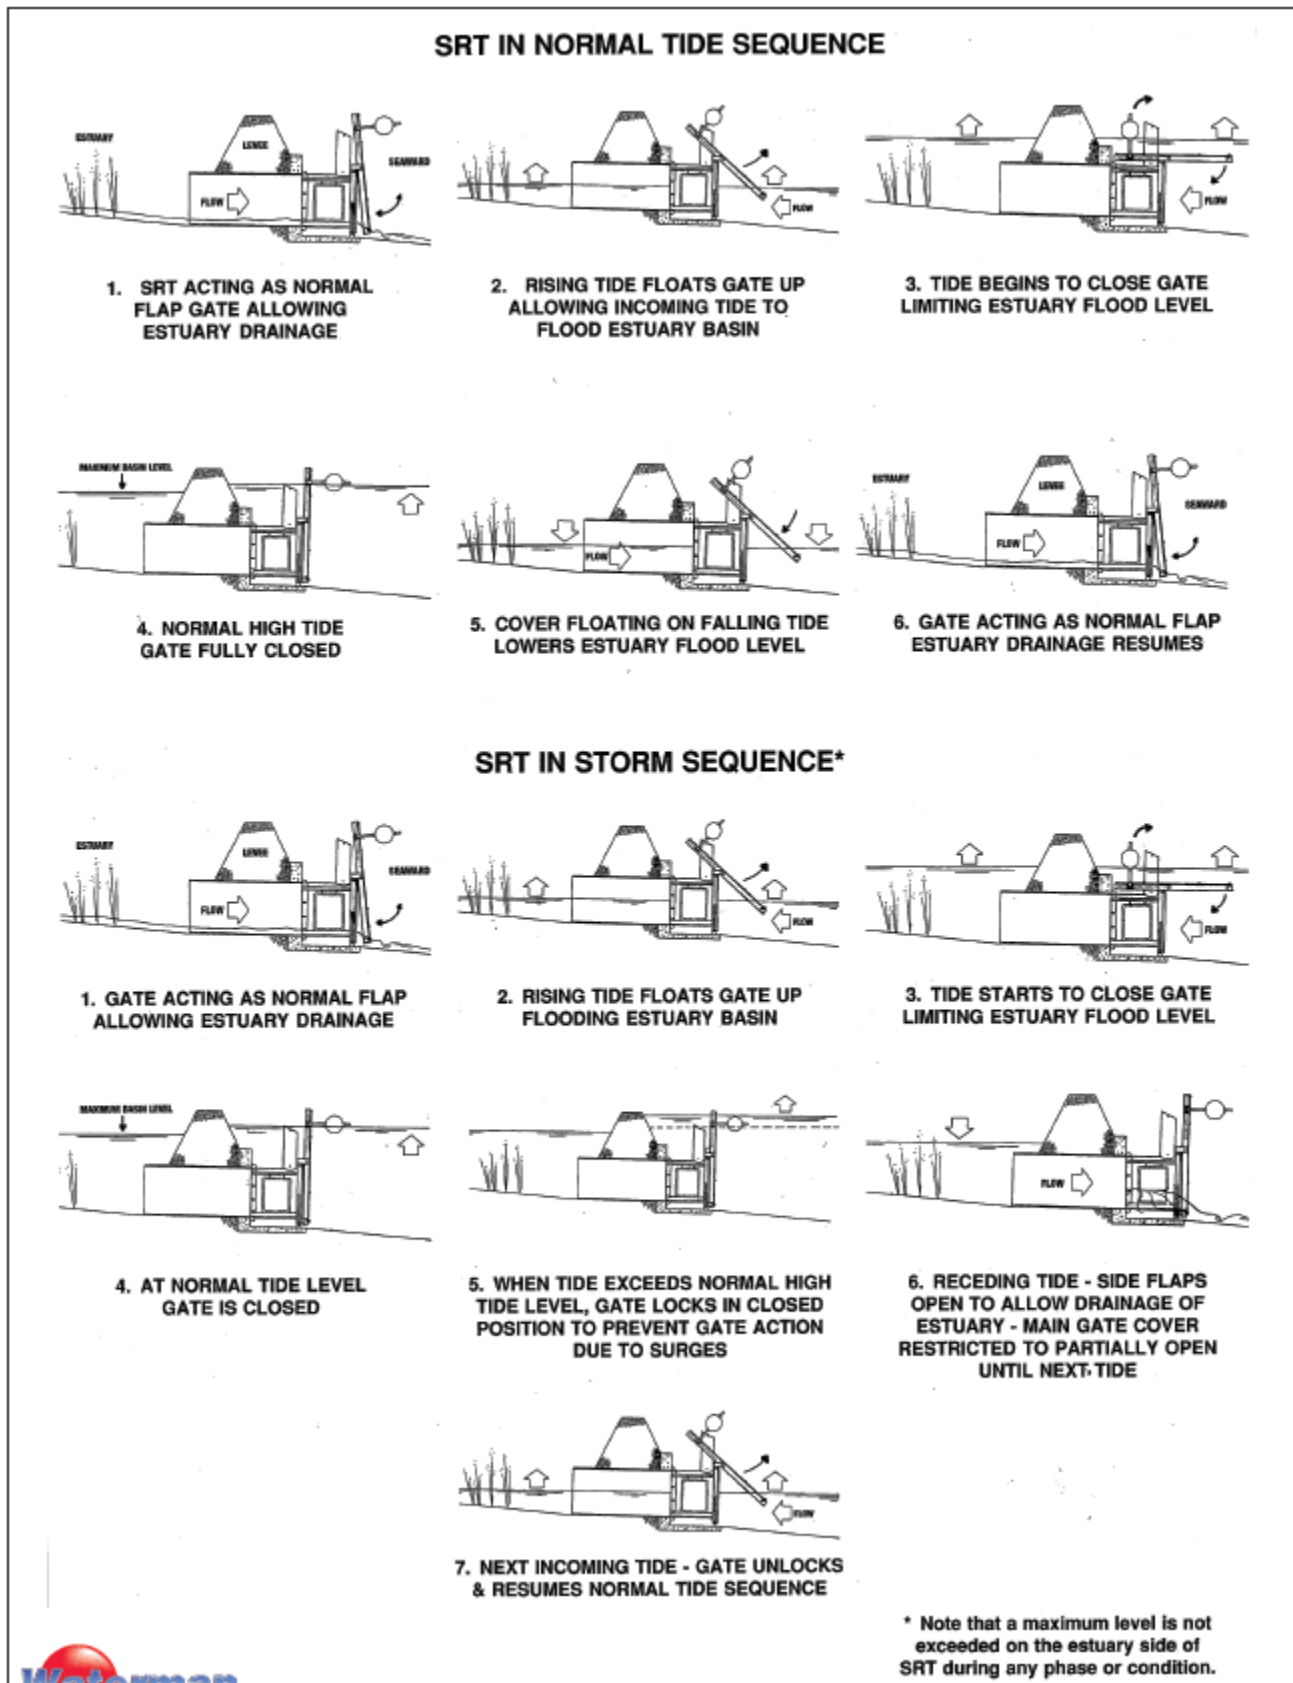 SRT IN NORMAL TIDE SEQUENCE
ESTUARY
LEVEE
SEAWARD
FLOW
FLOW
FLOW
1. SRT ACTING AS NORMAL
FLAP GATE ALLOWING
ESTUARY DRAINAGE
2. RISING TIDE FLOATS GATE UP
ALLOWING INCOMING TIDE TO
FLOOD ESTUARY BASIN
3. TIDE BEGINS TO CLOSE GATE
LIMITING ESTUARY FLOOD LEVEL
MAXIMUM BASIN LEVEL
FLOW
ESTUARY
LEVEE
SEAWARD
FLOW
4. NORMAL HIGH TIDE
GATE FULLY CLOSED
5. COVER FLOATING ON FALLING TIDE
LOWERS ESTUARY FLOOD LEVEL
6. GATE ACTING AS NORMAL FLAP
ESTUARY DRAINAGE RESUMES
SRT IN STORM SEQUENCE*
ESTUARY
LEVEE
SEAWARD
FLOW
FLOW
FLOW
1. GATE ACTING AS NORMAL FLAP
ALLOWING ESTUARY DRAINAGE
2. RISING TIDE FLOATS GATE UP
FLOODING ESTUARY BASIN
3. TIDE STARTS TO CLOSE GATE
LIMITING ESTUARY FLOOD LEVEL
MAXIMUM BASIN LEVEL
FLOW
4. AT NORMAL TIDE LEVEL
GATE IS CLOSED
5. WHEN TIDE EXCEEDS NORMAL HIGH
TIDE LEVEL, GATE LOCKS IN CLOSED
POSITION TO PREVENT GATE ACTION
DUE TO SURGES
6. RECEDING TIDE - SIDE FLAPS
OPEN TO ALLOW DRAINAGE OF
ESTUARY - MAIN GATE COVER
RESTRICTED TO PARTIALLY OPEN
UNTIL NEXT TIDE
FLOW
7. NEXT INCOMING TIDE - GATE UNLOCKS
& RESUMES NORMAL TIDE SEQUENCE
* Note that a maximum level is not
exceeded on the estuary side of
SRT during any phase or condition.
Waterman